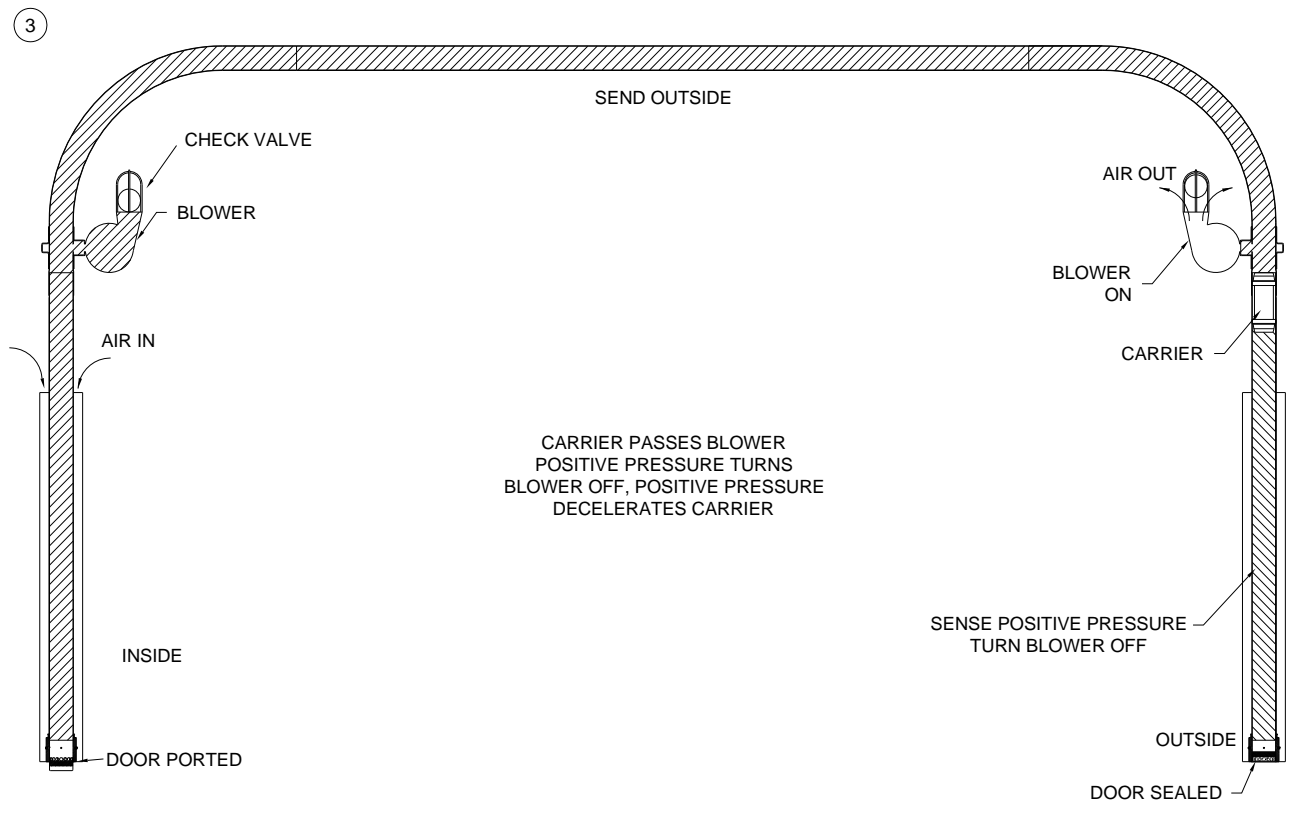 3
SEND OUTSIDE
CHECK VALVE
BLOWER
AIR OUT
BLOWER
ON
AIR IN
CARRIER
CARRIER PASSES BLOWER
POSITIVE PRESSURE TURNS
BLOWER OFF, POSITIVE PRESSURE
DECELERATES CARRIER
SENSE POSITIVE PRESSURE
TURN BLOWER OFF
INSIDE
OUTSIDE
DOOR PORTED
DOOR SEALED